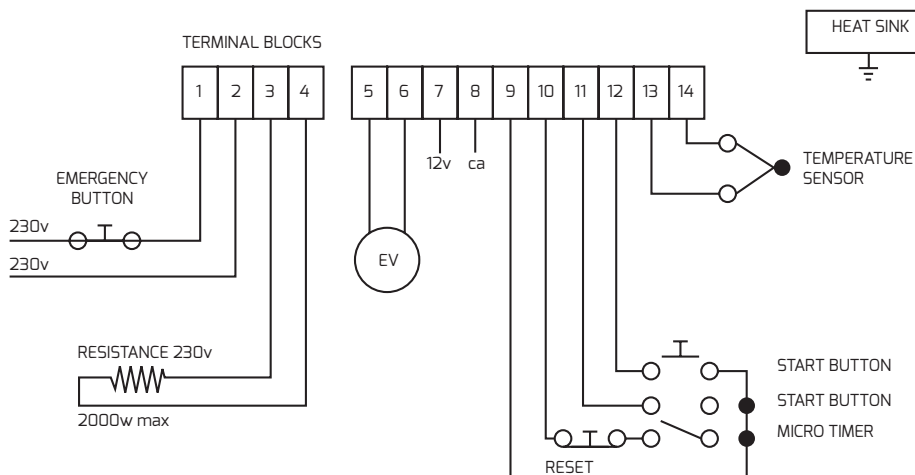 HEAT SINK
TERMINAL BLOCKS
1 2 3 4 5 6 7 8 9 10 11 12 13 14
12v ca
TEMPERATURE
SENSOR
EMERGENCY
BUTTON
230v
230v
EV
RESISTANCE 230v
2000w max
START BUTTON
START BUTTON
MICRO TIMER
RESET